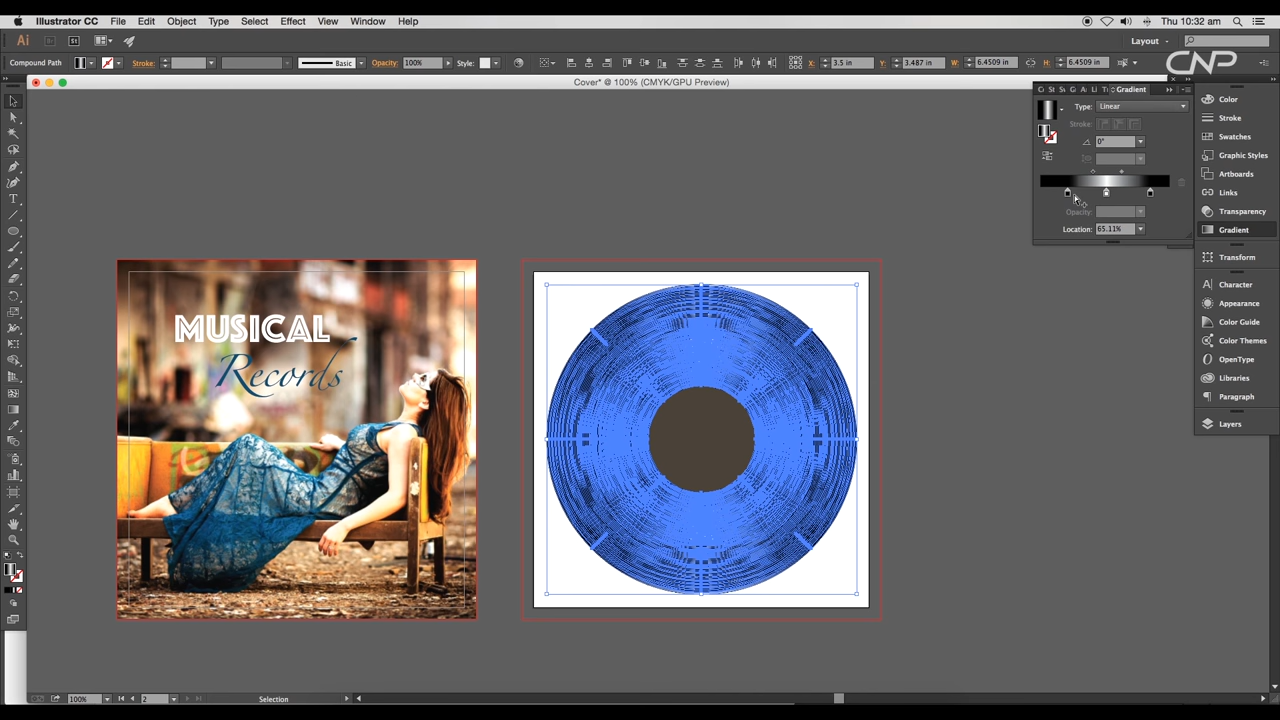 Illustrator CC File Edit Object Type Select Effect View Window Help Thu 10:32 am
Ai Br St Layout
Compound Path Stroke: Basic Opacity: 100% Style: X: 3.5 in Y: 3.487 in W: 6.4509 in H: 6.4509 in
CNP
Cover* @ 100% (CMYK/GPU Preview)
Gradient
Type: Linear
Stroke:
0°
Opacity:
Location: 65.11%
Color
Stroke
Swatches
Graphic Styles
Artboards
Links
Transparency
Gradient
Transform
Character
Appearance
Color Guide
Color Themes
OpenType
Libraries
Paragraph
Layers
MUSICAL
Records
100% 2 Selection